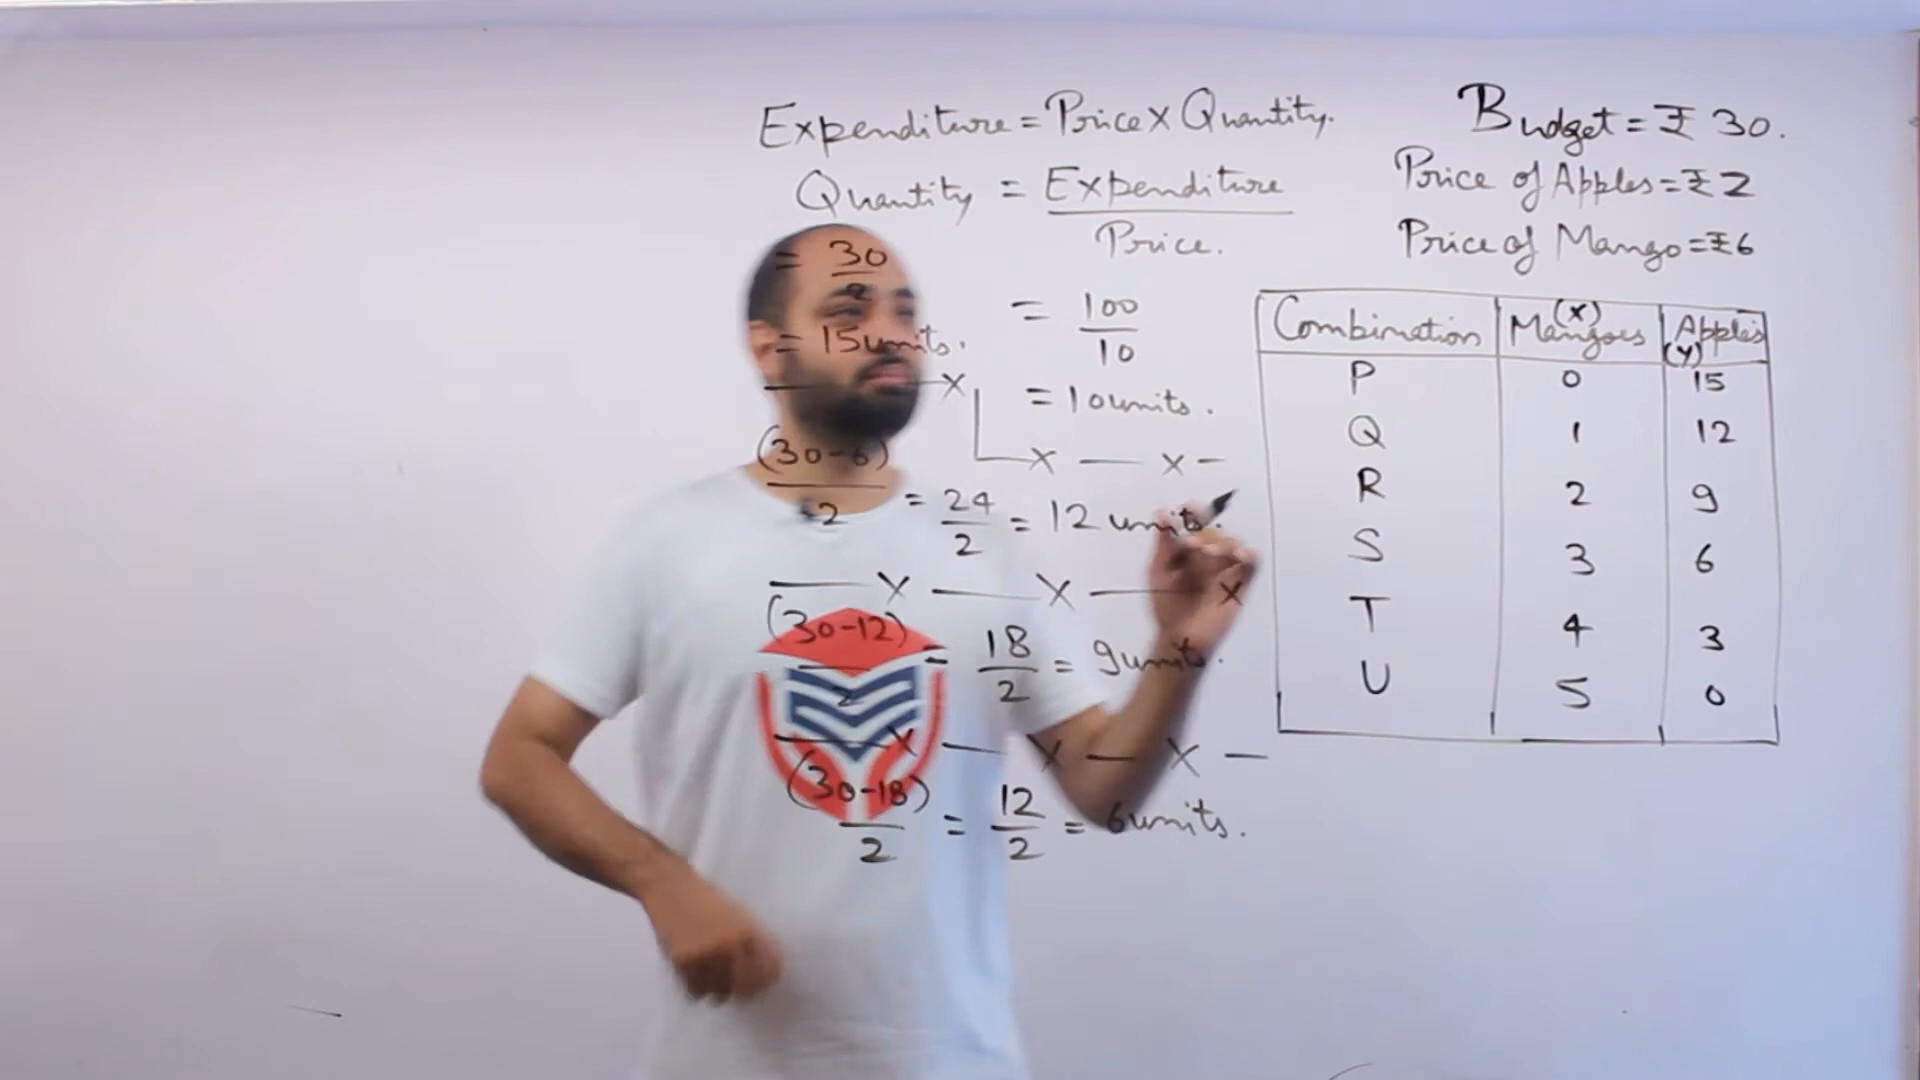 Expenditure = Price X Quantity.
Quantity = Expenditure
Price.
= 30
2
= 15 units.
= 100
10
= 10 units.
(30-6)
2
= 24
2
= 12 units.
(30-12)
2
= 18
2
= 9 units.
(30-18)
2
= 12
2
= 6 units.
Budget = ₹ 30.
Price of Apples = ₹ 2
Price of Mango = ₹6
Combination Mangoes (X) Apples (Y)
P 0 15
Q 1 12
R 2 9
S 3 6
T 4 3
U 5 0